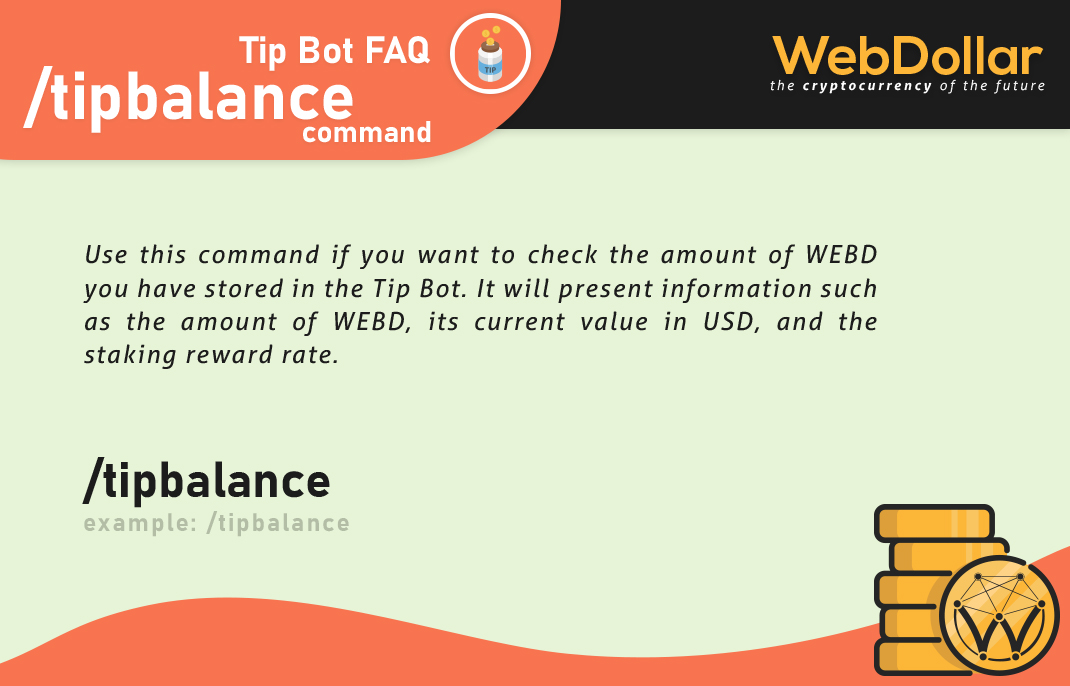 Tip Bot FAQ
/tipbalance
command
TIP
WebDollar
the cryptocurrency of the future
Use this command if you want to check the amount of WEBD
you have stored in the Tip Bot. It will present information such
as the amount of WEBD, its current value in USD, and the
staking reward rate.
/tipbalance
example: /tipbalance